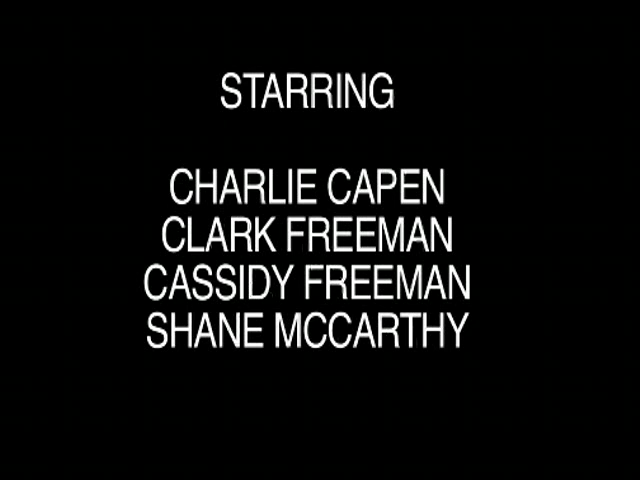 STARRING
CHARLIE CAPEN
CLARK FREEMAN
CASSIDY FREEMAN
SHANE MCCARTHY